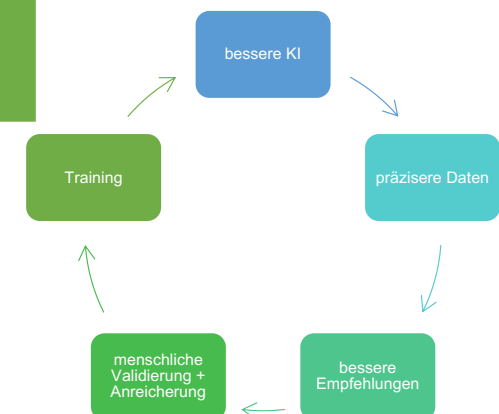 bessere KI
präzisere Daten
bessere
Empfehlungen
menschliche
Validierung +
Anreicherung
Training